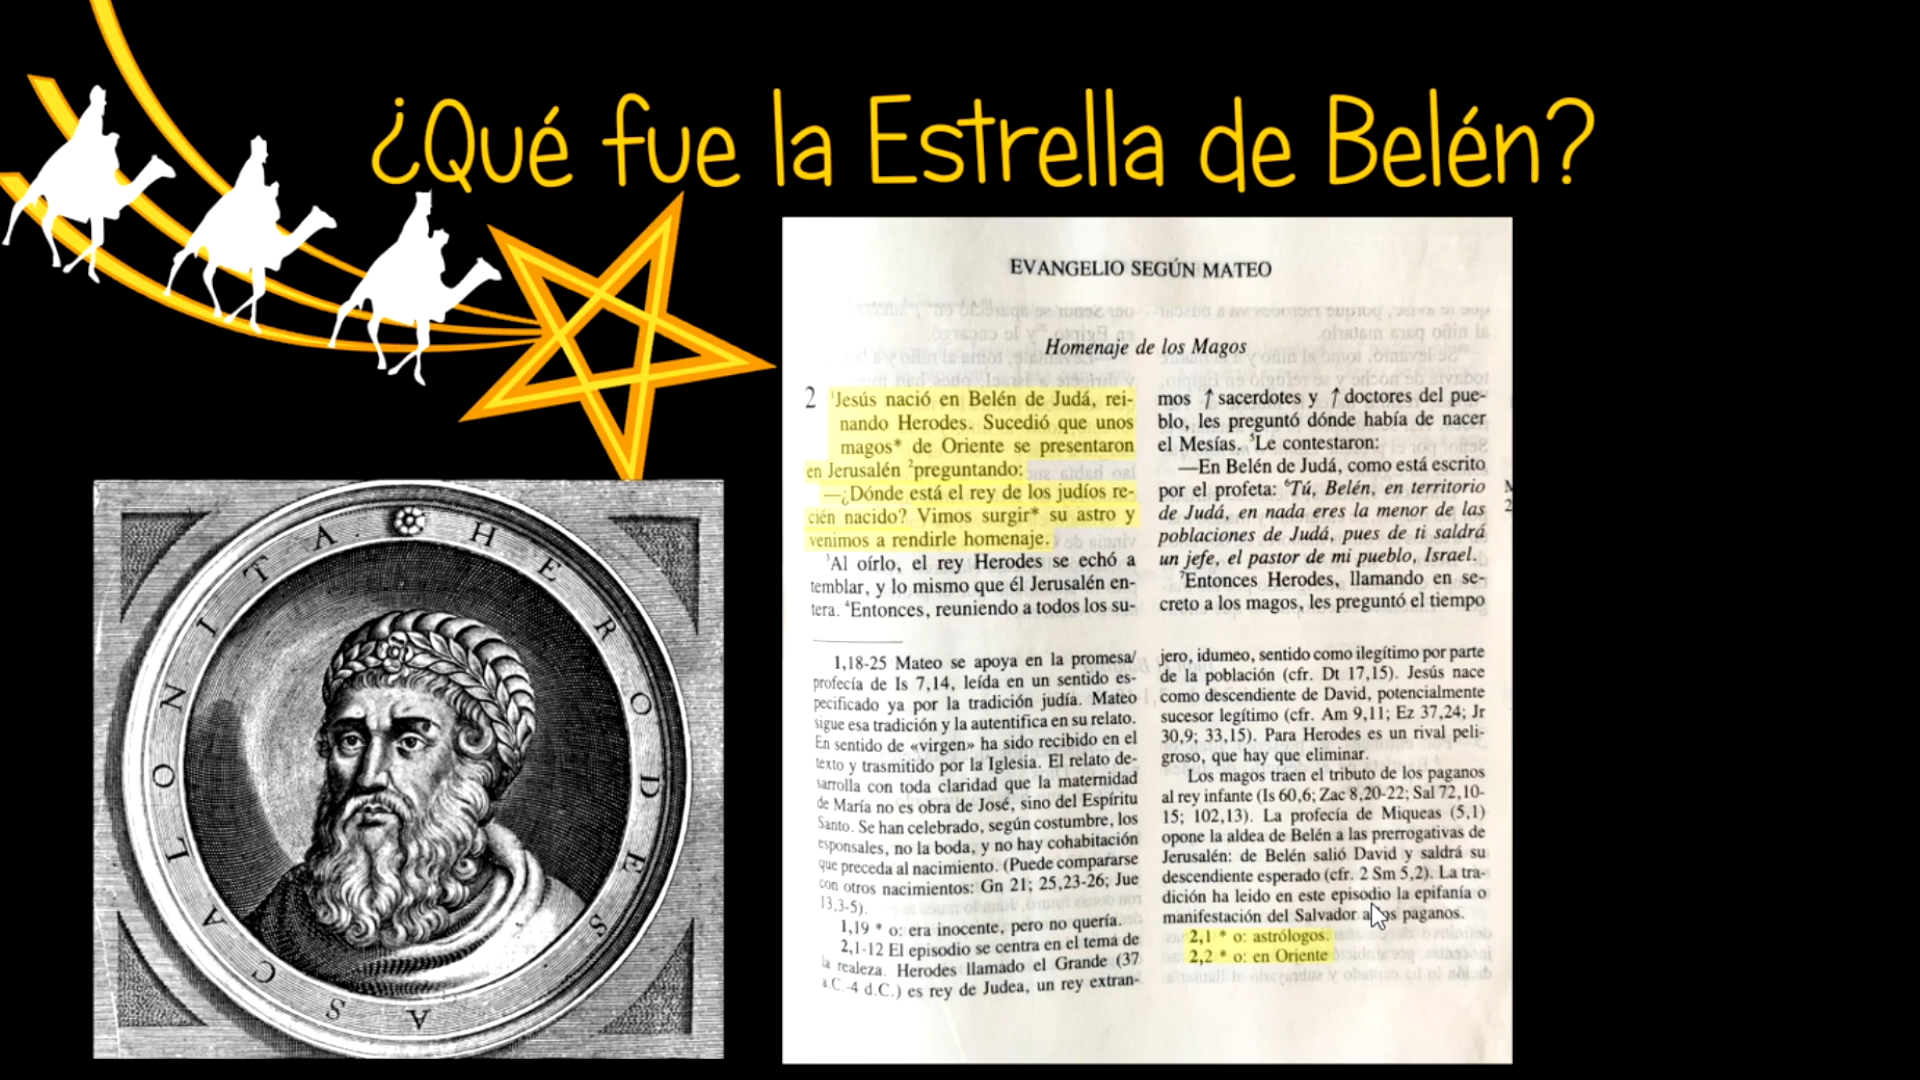 ¿Qué fue la Estrella de Belén?
HERODES ASCALONITA.
EVANGELIO SEGÚN MATEO
Homenaje de los Magos
2 ¹Jesús nació en Belén de Judá, rei-
nando Herodes. Sucedió que unos
magos* de Oriente se presentaron
en Jerusalén ²preguntando:
—¿Dónde está el rey de los judíos re-
cién nacido? Vimos surgir* su astro y
venimos a rendirle homenaje.
³Al oírlo, el rey Herodes se echó a
temblar, y lo mismo que él Jerusalén en-
tera. ⁴Entonces, reuniendo a todos los su-
mos ↑ sacerdotes y ↑ doctores del pue-
blo, les preguntó dónde había de nacer
el Mesías. ⁵Le contestaron:
—En Belén de Judá, como está escrito
por el profeta: ⁶Tú, Belén, en territorio
de Judá, en nada eres la menor de las
poblaciones de Judá, pues de ti saldrá
un jefe, el pastor de mi pueblo, Israel.
⁷Entonces Herodes, llamando en se-
creto a los magos, les preguntó el tiempo
1,18-25 Mateo se apoya en la promesa/
profecía de Is 7,14, leída en un sentido es-
pecificado ya por la tradición judía. Mateo
sigue esa tradición y la autentifica en su relato.
En sentido de «virgen» ha sido recibido en el
texto y trasmitido por la Iglesia. El relato de-
sarrolla con toda claridad que la maternidad
de María no es obra de José, sino del Espíritu
Santo. Se han celebrado, según costumbre, los
esponsales, no la boda, y no hay cohabitación
que preceda al nacimiento. (Puede compararse
con otros nacimientos: Gn 21; 25,23-26; Jue
13,3-5).
1,19 * o: era inocente, pero no quería.
2,1-12 El episodio se centra en el tema de
la realeza. Herodes llamado el Grande (37
a.C.-4 d.C.) es rey de Judea, un rey extran-
jero, idumeo, sentido como ilegítimo por parte
de la población (cfr. Dt 17,15). Jesús nace
como descendiente de David, potencialmente
sucesor legítimo (cfr. Am 9,11; Ez 37,24; Jr
30,9; 33,15). Para Herodes es un rival peli-
groso, que hay que eliminar.
Los magos traen el tributo de los paganos
al rey infante (Is 60,6; Zac 8,20-22; Sal 72,10-
15; 102,13). La profecía de Miqueas (5,1)
opone la aldea de Belén a las prerrogativas de
Jerusalén: de Belén salió David y saldrá su
descendiente esperado (cfr. 2 Sm 5,2). La tra-
dición ha leido en este episodio la epifanía o
manifestación del Salvador a los paganos.
2,1 * o: astrólogos.
2,2 * o: en Oriente